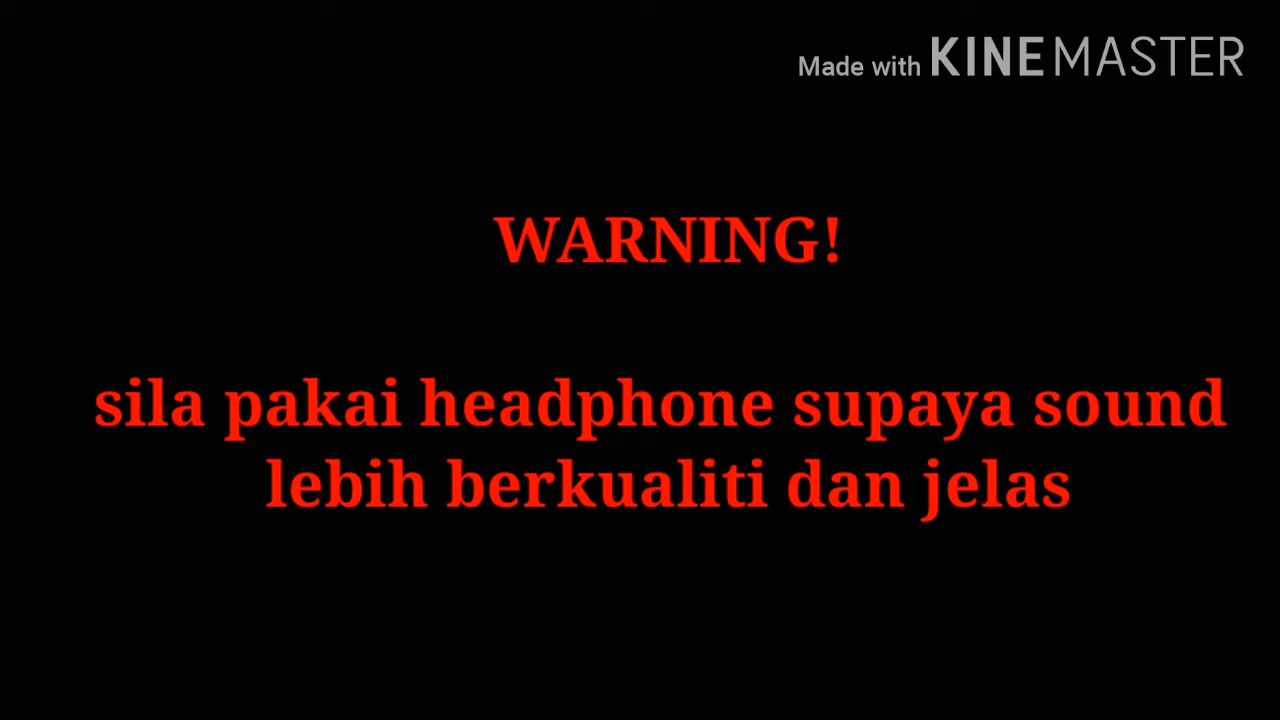 Made with KINEMASTER
WARNING!
sila pakai headphone supaya sound
lebih berkualiti dan jelas